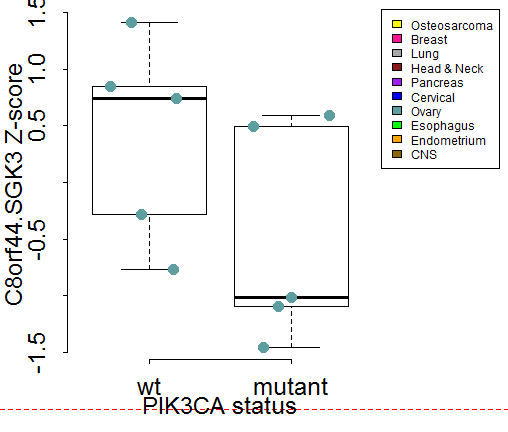 C8orf44.SGK3 Z-score
1.5
1.0
0.5
-0.5
-1.5
wt mutant
PIK3CA status
Osteosarcoma
Breast
Lung
Head & Neck
Pancreas
Cervical
Ovary
Esophagus
Endometrium
CNS